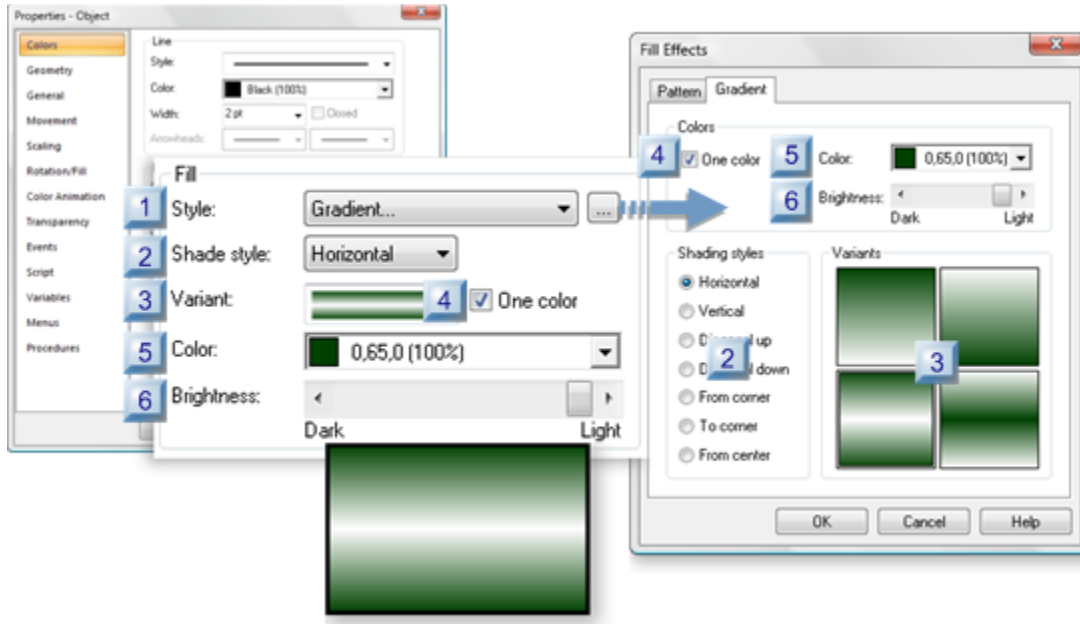 Properties - Object
Colors
Geometry
General
Movement
Scaling
Rotation/Fill
Color Animation
Transparency
Events
Script
Variables
Menus
Procedures
Line
Style:
Color: Black (100%)
Width: 2 pt Closed
Arrowheads:
Fill
1 Style: Gradient... ...
2 Shade style: Horizontal
3 Variant: 4 One color
5 Color: 0,65,0 (100%)
6 Brightness:
Dark Light
Fill Effects
Pattern Gradient
Colors
4 One color 5 Color: 0,65,0 (100%)
6 Brightness:
Dark Light
Shading styles
Horizontal
Vertical
up
2
down
From corner
To corner
From center
Variants
3
OK Cancel Help